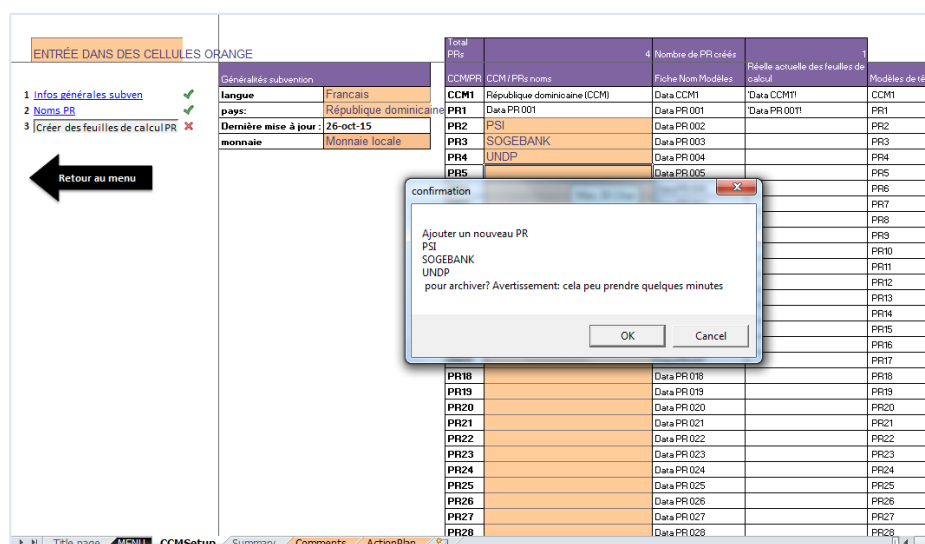 ENTRÉE DANS DES CELLULES ORANGE
Total PRs 4 Nombre de PR créés 1
Généralités subvention CCM/PR CCM / PRs noms Fiche Nom Modèles Réelle actuelle des feuilles de calcul Modèles de té
1 Infos générales subven langue Francais CCM1 République dominicaine (CCM) Data CCM1 'Data CCM1'! CCM1
2 Noms PR pays: République dominicaine PR1 Data PR 001 Data PR 001 'Data PR 001'! PR1
3 Créer des feuilles de calcul PR Dernière mise à jour : 26-oct-15 PR2 PSI Data PR 002 PR2
monnaie Monnaie locale PR3 SOGEBANK Data PR 003 PR3
PR4 UNDP Data PR 004 PR4
Retour au menu
PR5 Data PR 005 PR5
confirmation
Ajouter un nouveau PR
PSI
SOGEBANK
UNDP
pour archiver? Avertissement: cela peu prendre quelques minutes
OK Cancel
PR6
PR7
PR8
PR9
PR10
PR11
PR12
PR13
PR14
PR15
PR16
PR17
PR18 Data PR 018 PR18
PR19 Data PR 019 PR19
PR20 Data PR 020 PR20
PR21 Data PR 021 PR21
PR22 Data PR 022 PR22
PR23 Data PR 023 PR23
PR24 Data PR 024 PR24
PR25 Data PR 025 PR25
PR26 Data PR 026 PR26
PR27 Data PR 027 PR27
PR28 Data PR 028 PR28
Title page MENU CCMSetup Summary Comments ActionPlan